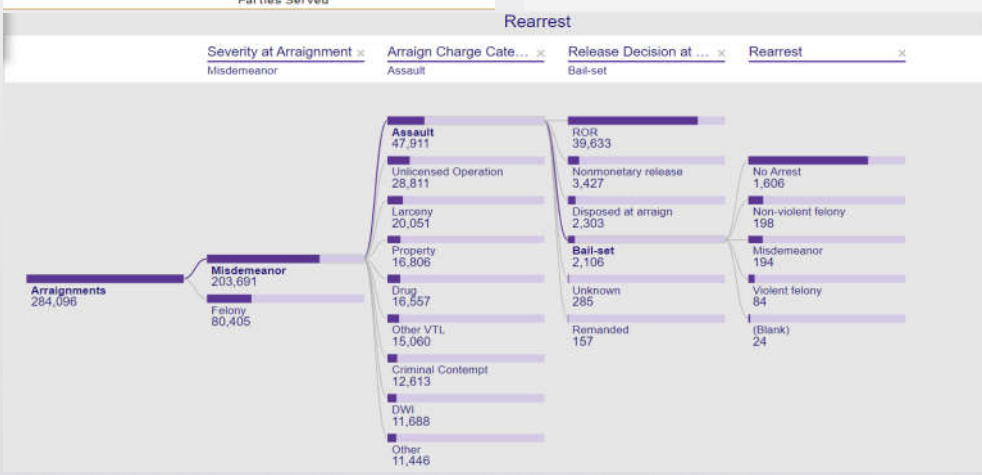 Parties Served
Rearrest
Severity at Arraignment ×
Misdemeanor
Arraign Charge Cate... ×
Assault
Release Decision at ... ×
Bail-set
Rearrest ×
Arraignments
284,096
Misdemeanor
203,691
Felony
80,405
Assault
47,911
Unlicensed Operation
28,811
Larceny
20,051
Property
16,806
Drug
16,557
Other VTL
15,060
Criminal Contempt
12,613
DWI
11,688
Other
11,446
ROR
39,633
Nonmonetary release
3,427
Disposed at arraign
2,303
Bail-set
2,106
Unknown
285
Remanded
157
No Arrest
1,606
Non-violent felony
198
Misdemeanor
194
Violent felony
84
(Blank)
24